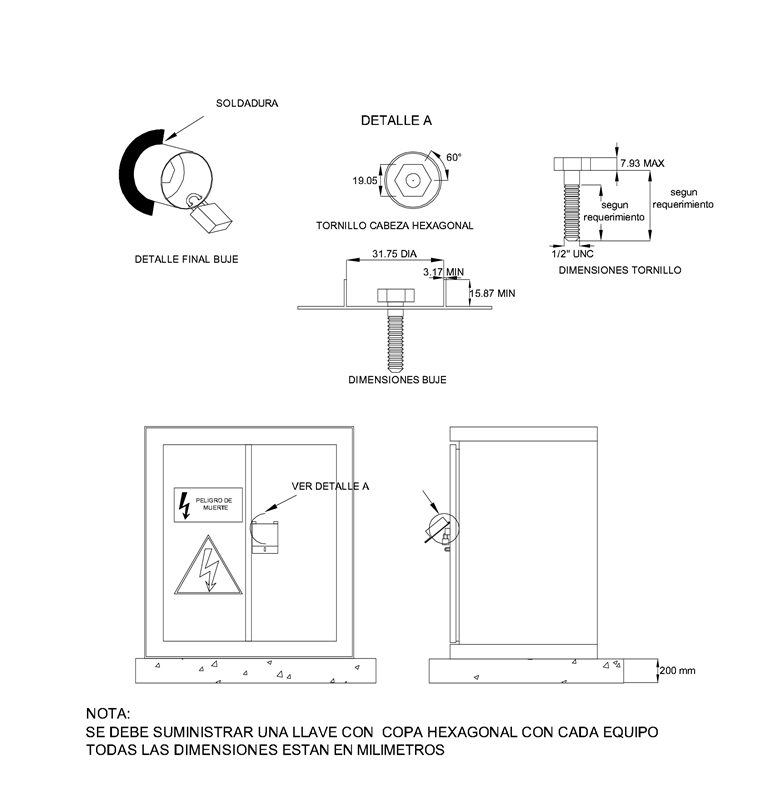 SOLDADURA
DETALLE A
60°
19.05
TORNILLO CABEZA HEXAGONAL
DETALLE FINAL BUJE
7.93 MAX
segun
requerimiento
segun
requerimiento
1/2" UNC
DIMENSIONES TORNILLO
31.75 DIA
3.17 MIN
15.87 MIN
DIMENSIONES BUJE
VER DETALLE A
PELIGRO DE
MUERTE
200 mm
NOTA:
SE DEBE SUMINISTRAR UNA LLAVE CON COPA HEXAGONAL CON CADA EQUIPO
TODAS LAS DIMENSIONES ESTAN EN MILIMETROS